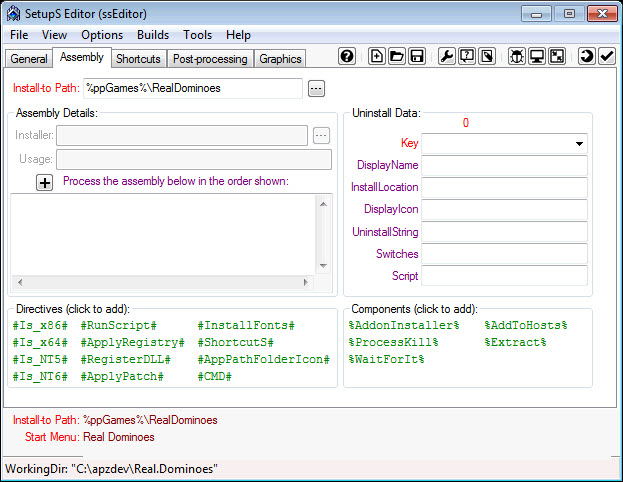 SetupS Editor (ssEditor)
File View Options Builds Tools Help
General Assembly Shortcuts Post-processing Graphics
Install-to Path: %ppGames%\RealDominoes ...
Assembly Details:
Installer: ...
Usage:
Process the assembly below in the order shown:
Uninstall Data:
0
Key
DisplayName
InstallLocation
DisplayIcon
UninstallString
Switches
Script
Directives (click to add):
#Is_x86# #RunScript# #InstallFonts#
#Is_x64# #ApplyRegistry# #ShortcutS#
#Is_NT5# #RegisterDLL# #AppPathFolderIcon#
#Is_NT6# #ApplyPatch# #CMD#
Components (click to add):
%AddonInstaller% %AddToHosts%
%ProcessKill% %Extract%
%WaitForIt%
Install-to Path: %ppGames%\RealDominoes
Start Menu: Real Dominoes
WorkingDir: "C:\apzdev\Real.Dominoes"